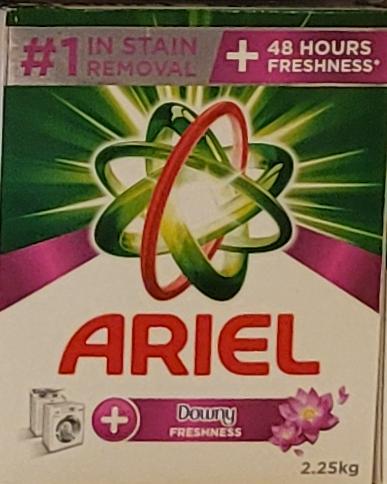 #1 IN STAIN
REMOVAL
+ 48 HOURS
FRESHNESS*
ARIEL
+ Downy
FRESHNESS
2.25kg